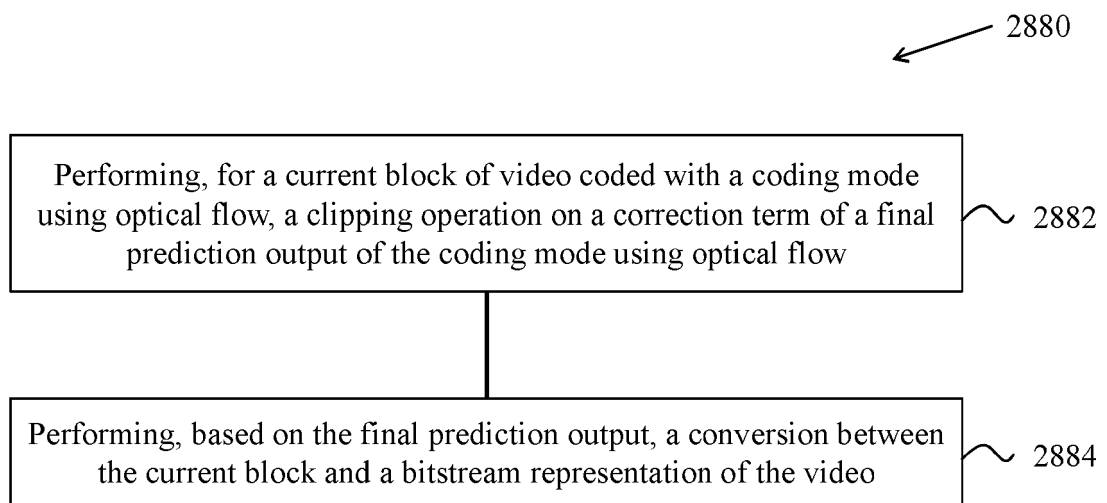 2880
Performing, for a current block of video coded with a coding mode
using optical flow, a clipping operation on a correction term of a final
prediction output of the coding mode using optical flow
2882
Performing, based on the final prediction output, a conversion between
the current block and a bitstream representation of the video
2884